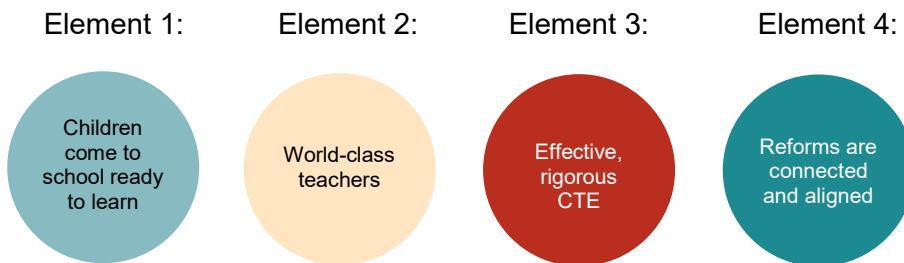 Element 1:
Element 2:
Element 3:
Element 4:
Children
come to
school ready
to learn
World-class
teachers
Effective,
rigorous
CTE
Reforms are
connected
and aligned